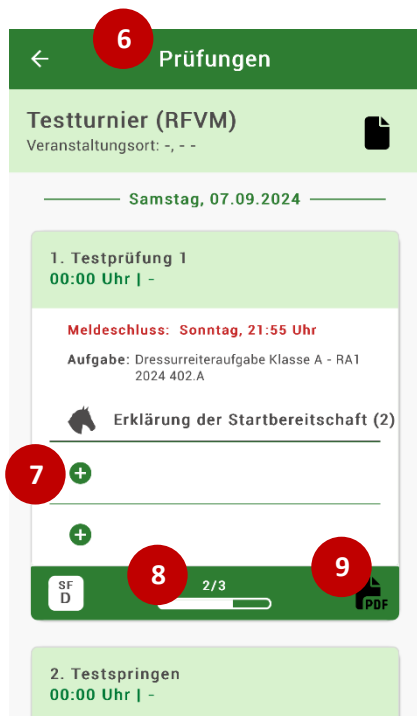 6
Prüfungen
Testturnier (RFVM)
Veranstaltungsort: -, - -
Samstag, 07.09.2024
1. Testprüfung 1
00:00 Uhr | -
Meldeschluss: Sonntag, 21:55 Uhr
Aufgabe: Dressurreiteraufgabe Klasse A - RA1
2024 402.A
Erklärung der Startbereitschaft (2)
7
8
9
SF
D
2/3
PDF
2. Testspringen
00:00 Uhr | -